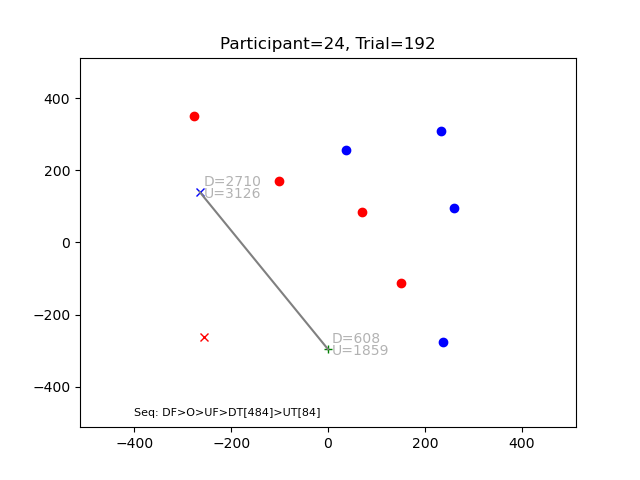 Participant=24, Trial=192
400
200
0
−200
−400
D=2710
U=3126
D=608
U=1859
Seq: DF>O>UF>DT[484]>UT[84]
−400
−200
0
200
400